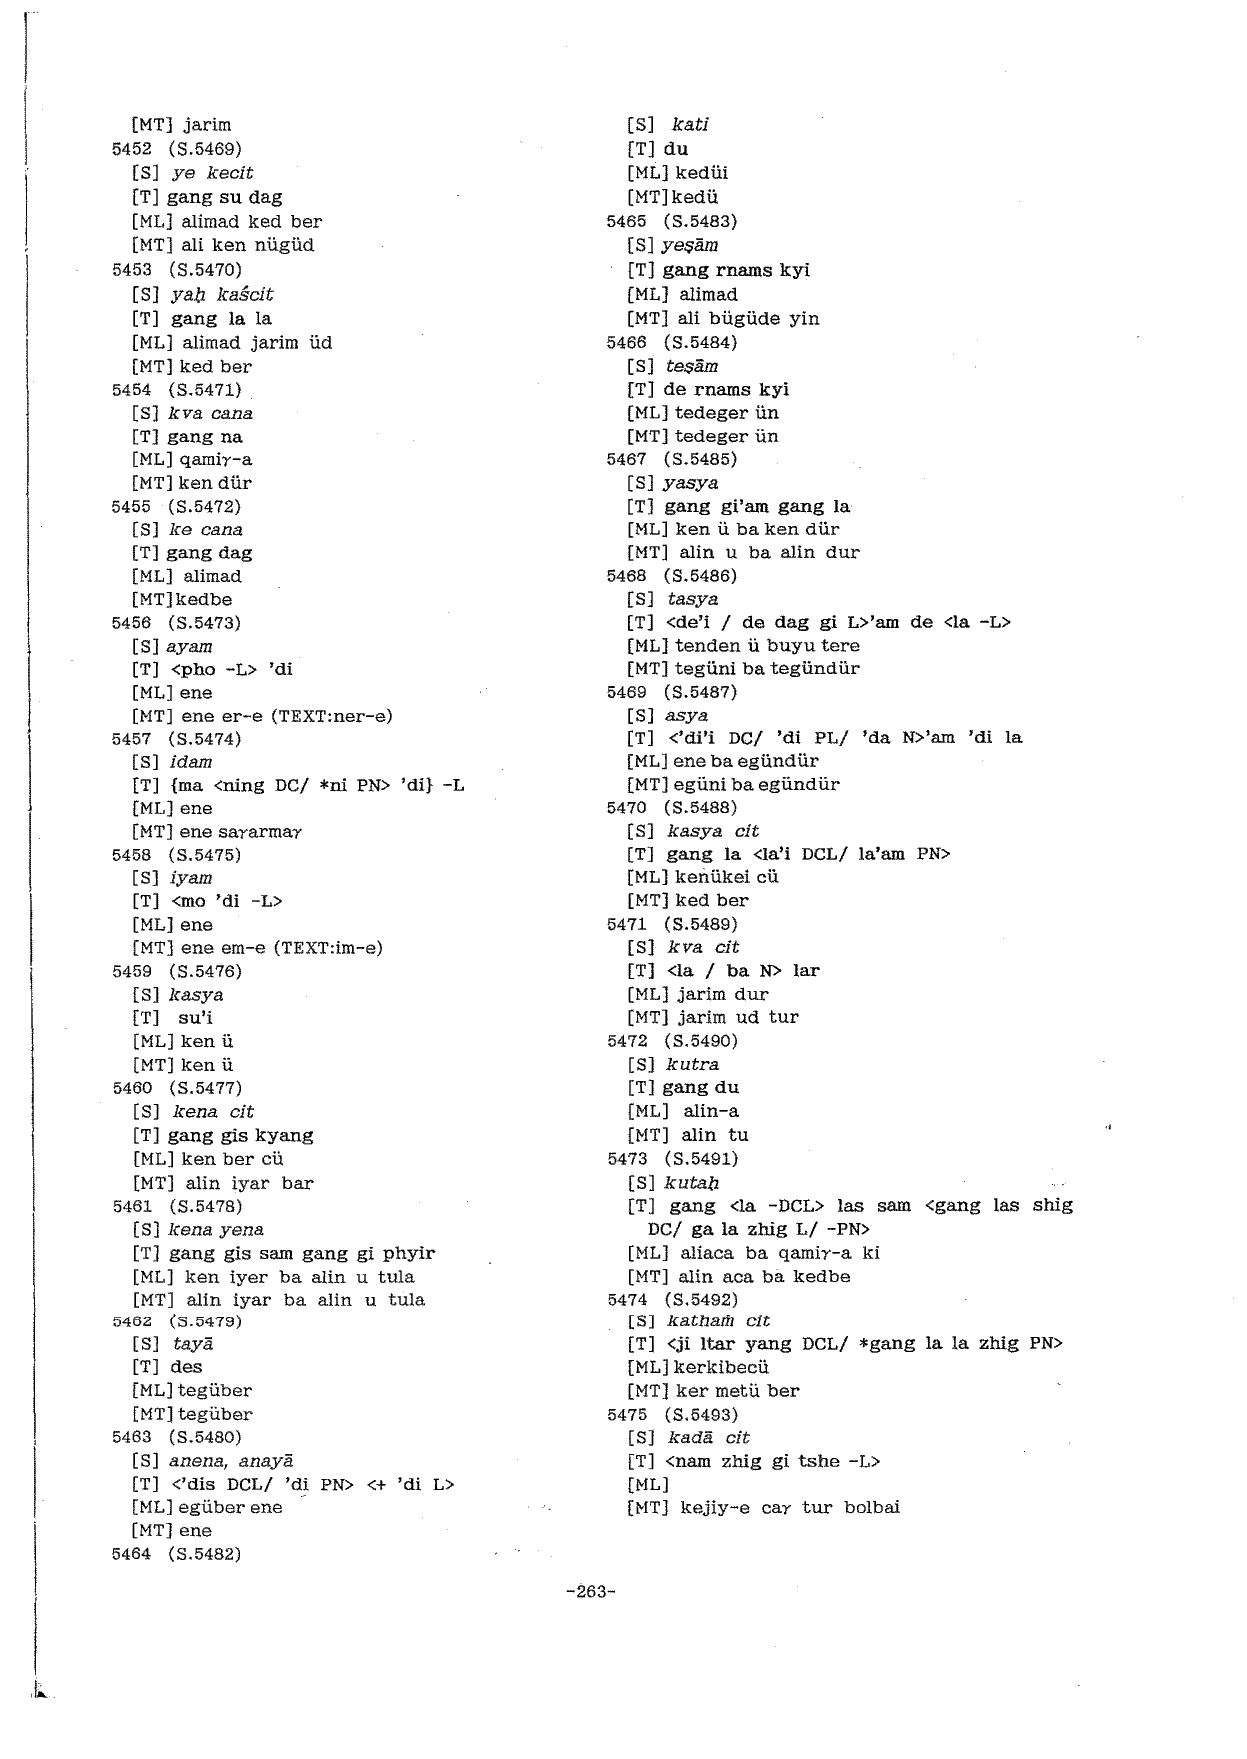 [MT] jarim
5452 (S.5469)
[S] ye kecit
[T] gang su dag
[ML] alimad ked ber
[MT] ali ken nügüd
5453 (S.5470)
[S] yaḥ kaścit
[T] gang la la
[ML] alimad jarim üd
[MT] ked ber
5454 (S.5471)
[S] kva cana
[T] gang na
[ML] qamiγ-a
[MT] ken dür
5455 (S.5472)
[S] ke cana
[T] gang dag
[ML] alimad
[MT] kedbe
5456 (S.5473)
[S] ayam
[T] <pho -L> 'di
[ML] ene
[MT] ene er-e (TEXT:ner-e)
5457 (S.5474)
[S] idam
[T] {ma <ning DC/ *ni PN> 'di} -L
[ML] ene
[MT] ene saγarmaγ
5458 (S.5475)
[S] iyam
[T] <mo 'di -L>
[ML] ene
[MT] ene em-e (TEXT:im-e)
5459 (S.5476)
[S] kasya
[T] su'i
[ML] ken ü
[MT] ken ü
5460 (S.5477)
[S] kena cit
[T] gang gis kyang
[ML] ken ber cü
[MT] alin iyar bar
5461 (S.5478)
[S] kena yena
[T] gang gis sam gang gi phyir
[ML] ken iyer ba alin u tula
[MT] alin iyar ba alin u tula
5462 (S.5479)
[S] tayā
[T] des
[ML] tegüber
[MT] tegüber
5463 (S.5480)
[S] anena, anayā
[T] <'dis DCL/ 'di PN> <+ 'di L>
[ML] egüber ene
[MT] ene
5464 (S.5482)
[S] kati
[T] du
[ML] kedüi
[MT] kedü
5465 (S.5483)
[S] yeṣām
[T] gang rnams kyi
[ML] alimad
[MT] ali bügüde yin
5466 (S.5484)
[S] teṣām
[T] de rnams kyi
[ML] tedeger ün
[MT] tedeger ün
5467 (S.5485)
[S] yasya
[T] gang gi'am gang la
[ML] ken ü ba ken dür
[MT] alin u ba alin dur
5468 (S.5486)
[S] tasya
[T] <de'i / de dag gi L>'am de <la -L>
[ML] tenden ü buyu tere
[MT] tegüni ba tegündür
5469 (S.5487)
[S] asya
[T] <'di'i DC/ 'di PL/ 'da N>'am 'di la
[ML] ene ba egündür
[MT] egüni ba egündür
5470 (S.5488)
[S] kasya cit
[T] gang la <la'i DCL/ la'am PN>
[ML] kenükei cü
[MT] ked ber
5471 (S.5489)
[S] kva cit
[T] <la / ba N> lar
[ML] jarim dur
[MT] jarim ud tur
5472 (S.5490)
[S] kutra
[T] gang du
[ML] alin-a
[MT] alin tu
5473 (S.5491)
[S] kutaḥ
[T] gang <la -DCL> las sam <gang las shig
DC/ ga la zhig L/ -PN>
[ML] aliaca ba qamiγ-a ki
[MT] alin aca ba kedbe
5474 (S.5492)
[S] kathaṁ cit
[T] <ji ltar yang DCL/ *gang la la zhig PN>
[ML] kerkibecü
[MT] ker metü ber
5475 (S.5493)
[S] kadā cit
[T] <nam zhig gi tshe -L>
[ML]
[MT] kejiy-e caγ tur bolbai
-263-